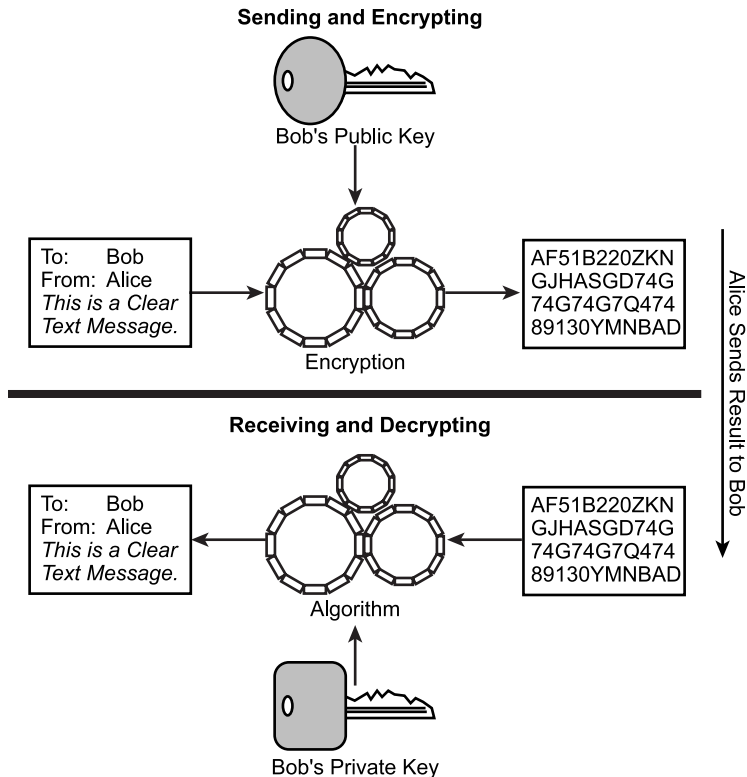 Sending and Encrypting
Bob's Public Key
To: Bob
From: Alice
This is a Clear
Text Message.
Encryption
AF51B220ZKN
GJHASGD74G
74G74G7Q474
89130YMNBAD
Alice Sends Result to Bob
Receiving and Decrypting
To: Bob
From: Alice
This is a Clear
Text Message.
Algorithm
AF51B220ZKN
GJHASGD74G
74G74G7Q474
89130YMNBAD
Bob's Private Key